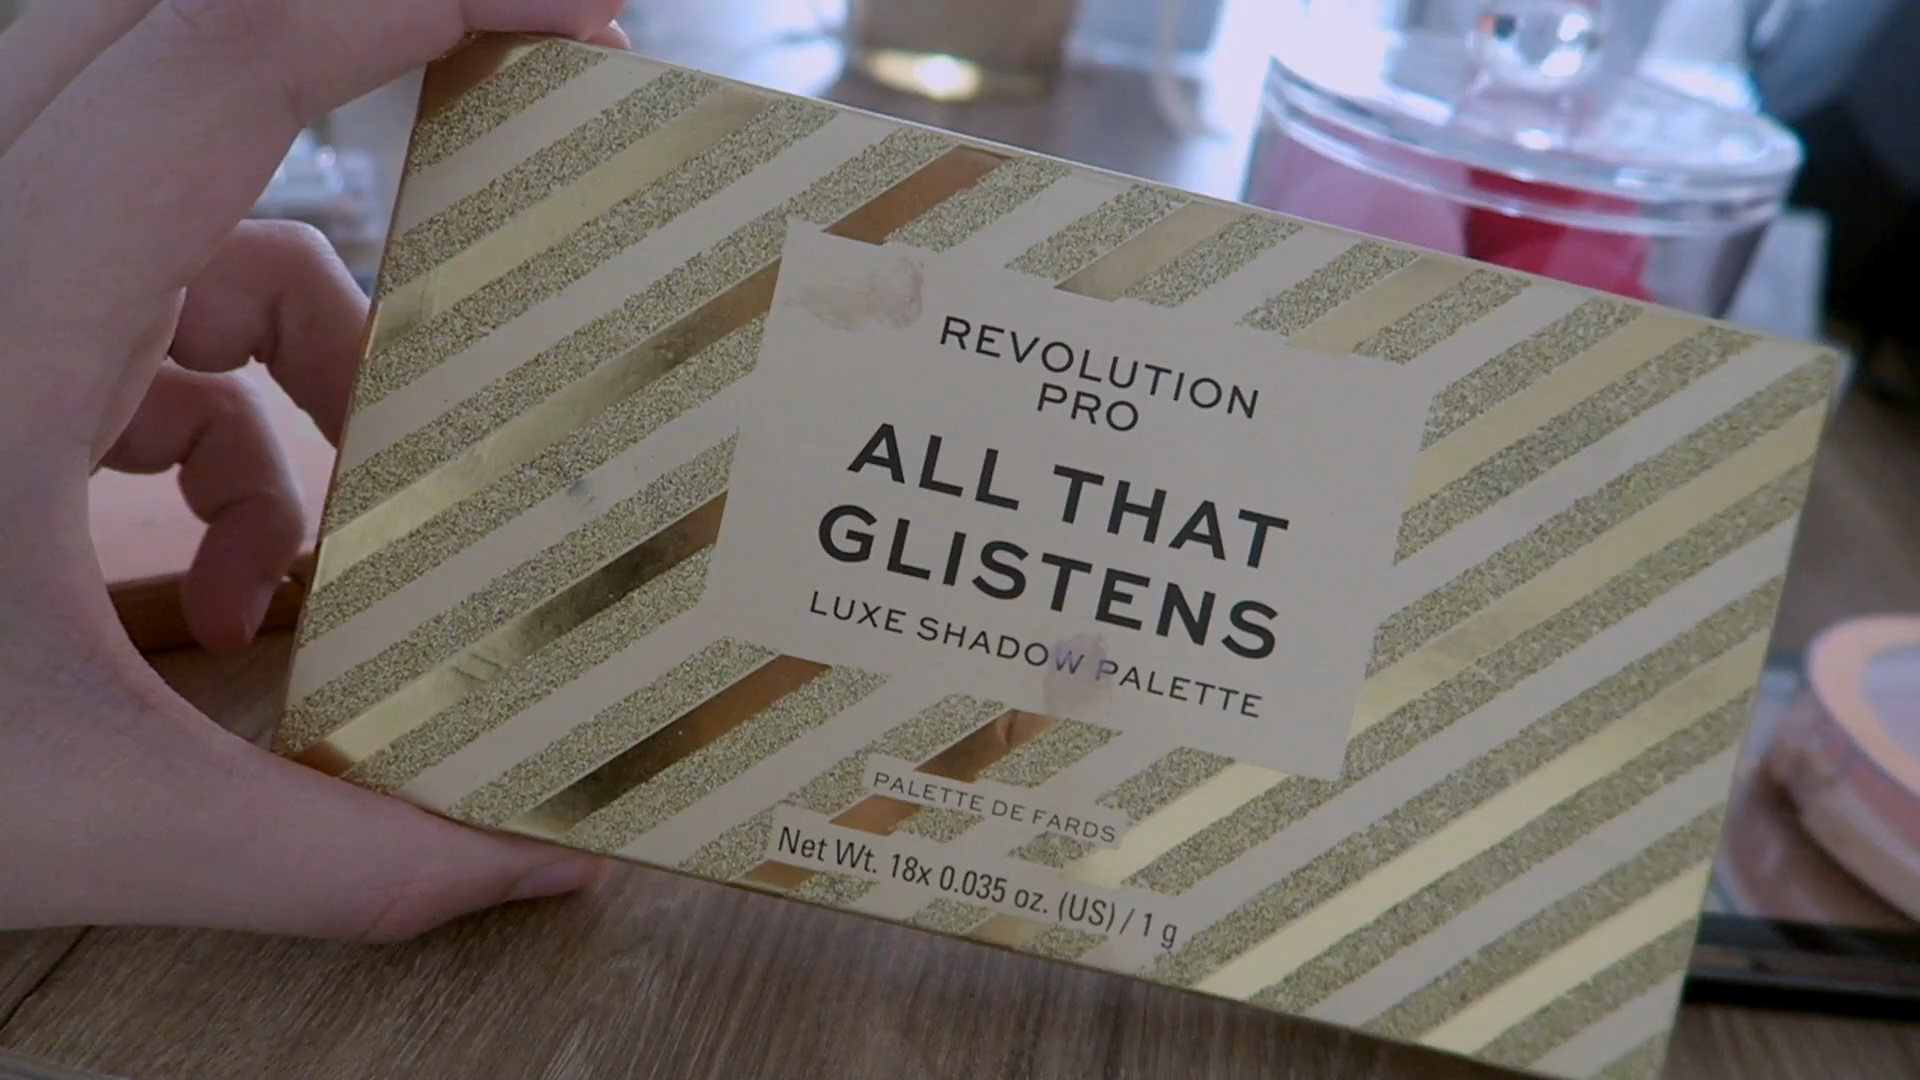 REVOLUTION
PRO
ALL THAT
GLISTENS
LUXE SHADOW PALETTE
PALETTE DE FARDS
Net Wt. 18x 0.035 oz. (US) / 1 g